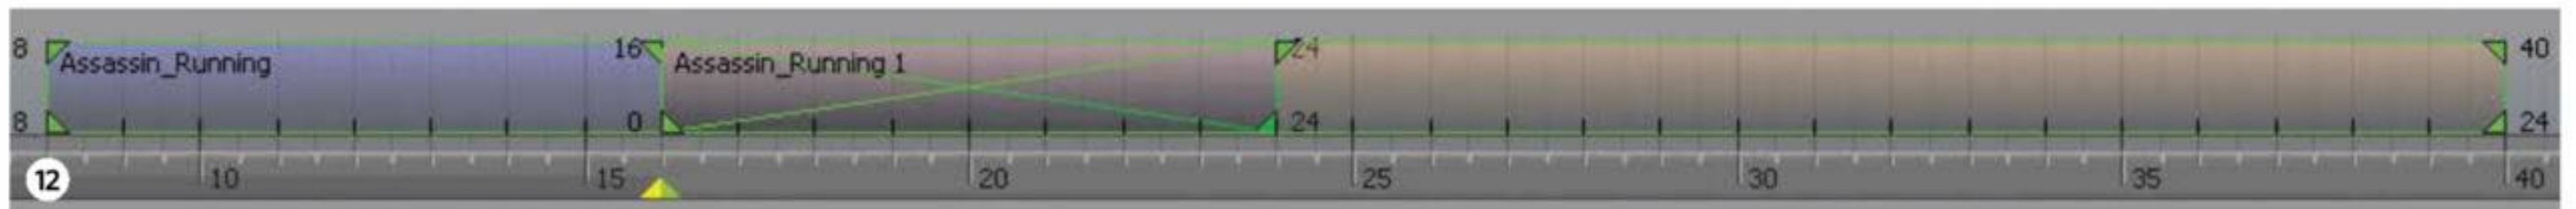 8 16 24 40
Assassin_Running Assassin_Running 1
8 0 24 24
12 10 15 20 25 30 35 40